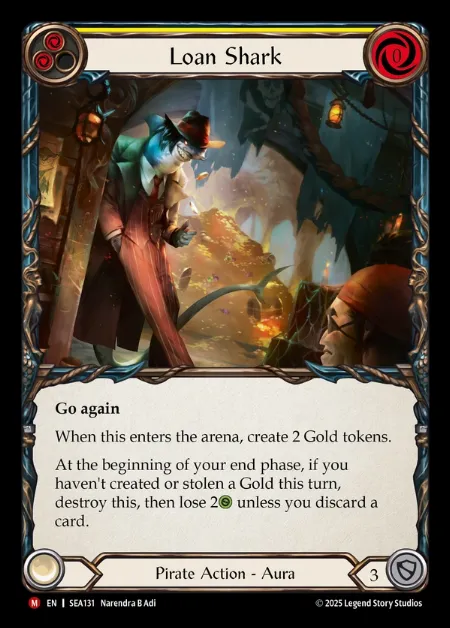 Loan Shark
0
Go again
When this enters the arena, create 2 Gold tokens.
At the beginning of your end phase, if you
haven't created or stolen a Gold this turn,
destroy this, then lose 2 unless you discard a
card.
Pirate Action - Aura
3
M EN | SEA131 Narendra B Adi
© 2025 Legend Story Studios